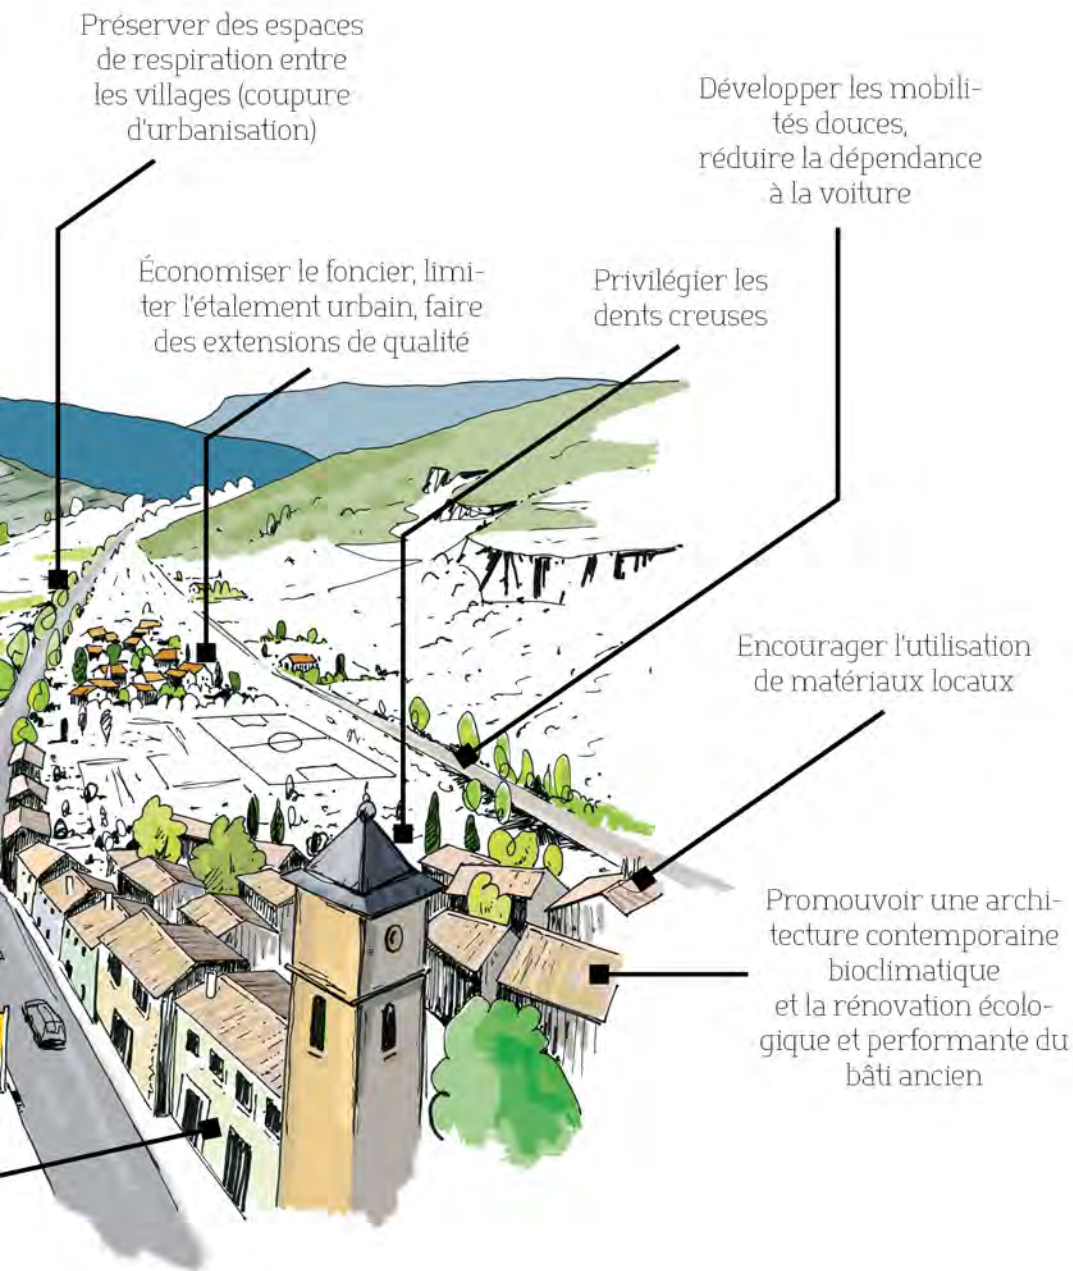 Préserver des espaces
de respiration entre
les villages (coupure
d'urbanisation)
Développer les mobili-
tés douces,
réduire la dépendance
à la voiture
Économiser le foncier, limi-
ter l'étalement urbain, faire
des extensions de qualité
Privilégier les
dents creuses
Encourager l'utilisation
de matériaux locaux
Promouvoir une archi-
tecture contemporaine
bioclimatique
et la rénovation écolo-
gique et performante du
bâti ancien